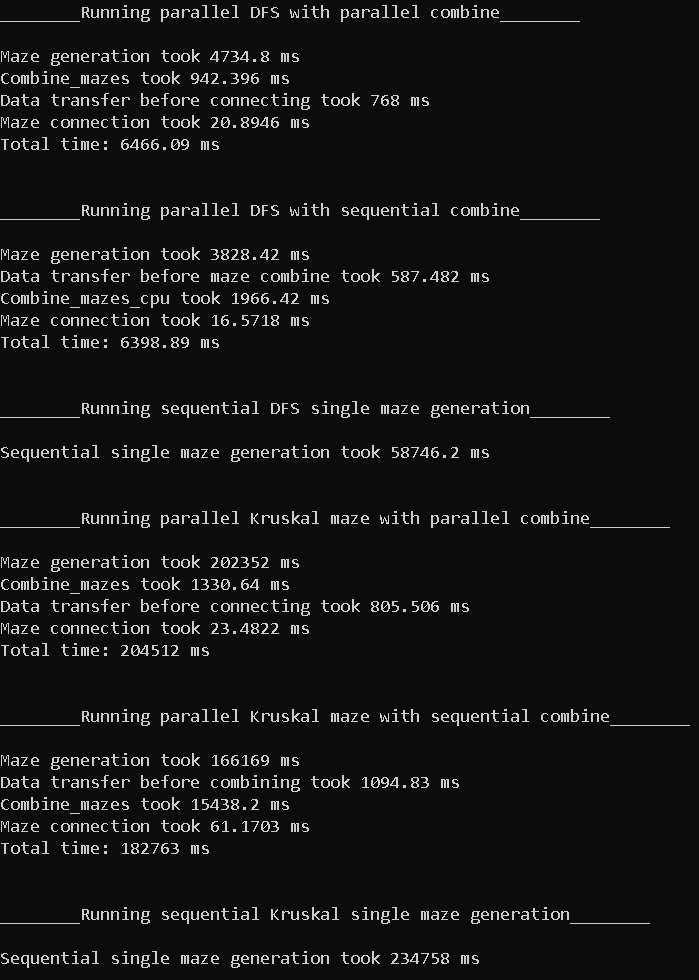 ________Running parallel DFS with parallel combine________
Maze generation took 4734.8 ms
Combine_mazes took 942.396 ms
Data transfer before connecting took 768 ms
Maze connection took 20.8946 ms
Total time: 6466.09 ms
________Running parallel DFS with sequential combine________
Maze generation took 3828.42 ms
Data transfer before maze combine took 587.482 ms
Combine_mazes_cpu took 1966.42 ms
Maze connection took 16.5718 ms
Total time: 6398.89 ms
________Running sequential DFS single maze generation________
Sequential single maze generation took 58746.2 ms
________Running parallel Kruskal maze with parallel combine________
Maze generation took 202352 ms
Combine_mazes took 1330.64 ms
Data transfer before connecting took 805.506 ms
Maze connection took 23.4822 ms
Total time: 204512 ms
________Running parallel Kruskal maze with sequential combine________
Maze generation took 166169 ms
Data transfer before combining took 1094.83 ms
Combine_mazes took 15438.2 ms
Maze connection took 61.1703 ms
Total time: 182763 ms
________Running sequential Kruskal single maze generation________
Sequential single maze generation took 234758 ms